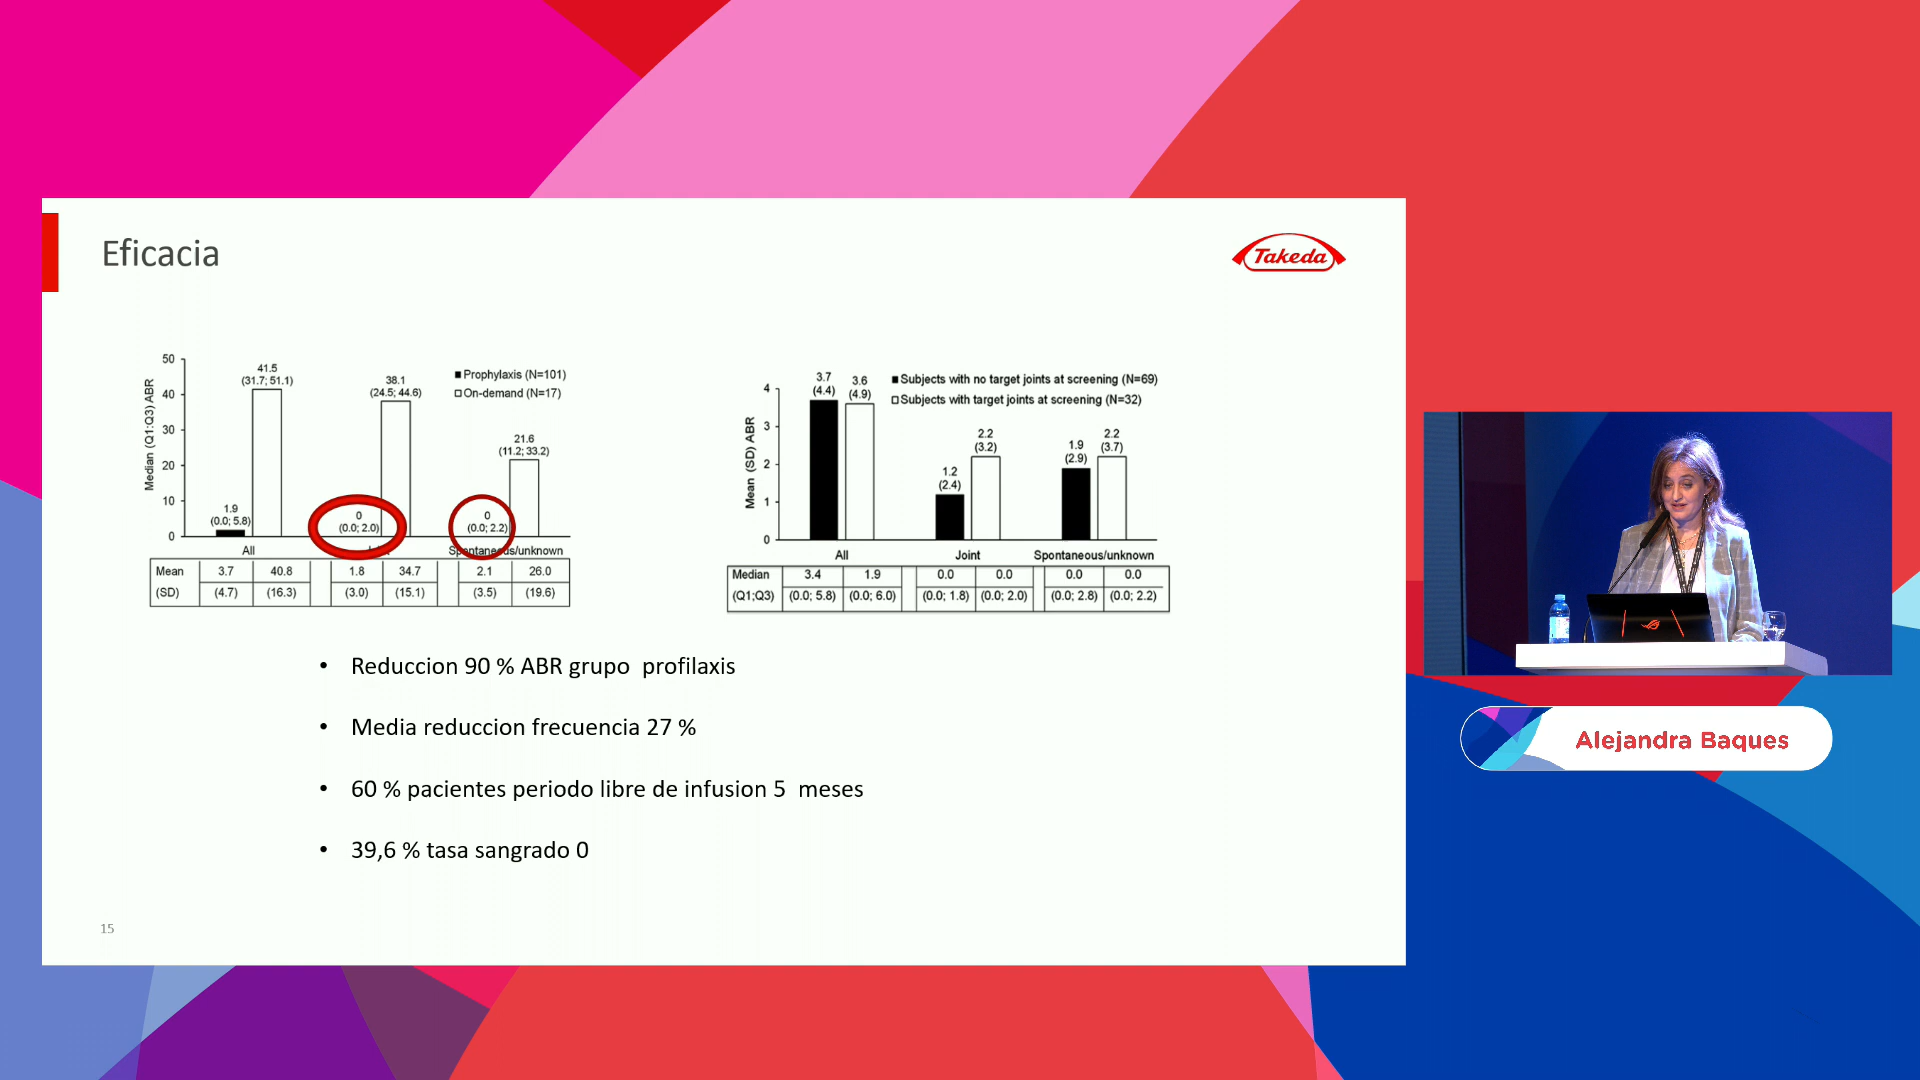 Eficacia
Takeda
Median (Q1:Q3) ABR
50
40
30
20
10
0
■Prophylaxis (N=101)
□On-demand (N=17)
41.5
(31.7; 51.1)
38.1
(24.5; 44.6)
21.6
(11.2; 33.2)
1.9
(0.0; 5.8)
0
(0.0; 2.0)
0
(0.0; 2.2)
All Spontaneous/unknown
Mean 3.7 40.8 1.8 34.7 2.1 26.0
(SD) (4.7) (16.3) (3.0) (15.1) (3.5) (19.6)
Mean (SD) ABR
4
3
2
1
0
■Subjects with no target joints at screening (N=69)
□Subjects with target joints at screening (N=32)
3.7
(4.4)
3.6
(4.9)
1.2
(2.4)
2.2
(3.2)
1.9
(2.9)
2.2
(3.7)
All Joint Spontaneous/unknown
Median 3.4 1.9 0.0 0.0 0.0 0.0
(Q1;Q3) (0.0; 5.8) (0.0; 6.0) (0.0; 1.8) (0.0; 2.0) (0.0; 2.8) (0.0; 2.2)
• Reduccion 90 % ABR grupo profilaxis
• Media reduccion frecuencia 27 %
• 60 % pacientes periodo libre de infusion 5 meses
• 39,6 % tasa sangrado 0
15
Alejandra Baques